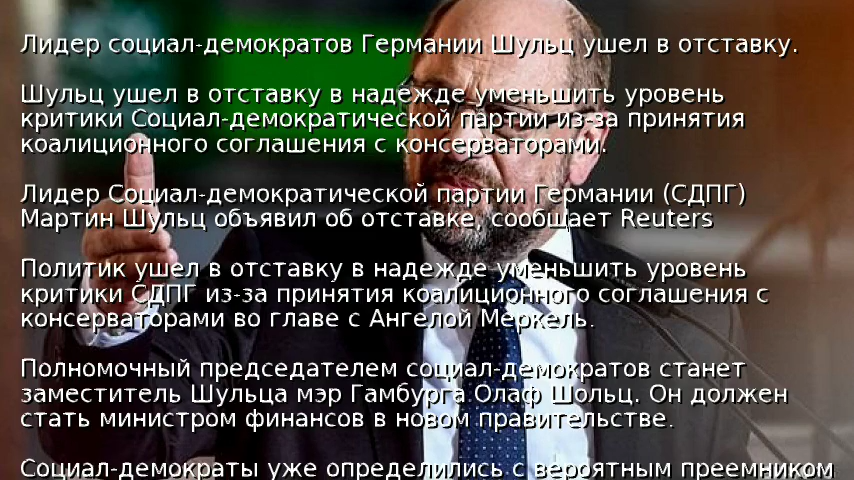 Лидер социал-демократов Германии Шульц ушел в отставку.
Шульц ушел в отставку в надежде уменьшить уровень
критики Социал-демократической партии из-за принятия
коалиционного соглашения с консерваторами.
Лидер Социал-демократической партии Германии (СДПГ)
Мартин Шульц объявил об отставке, сообщает Reuters
Политик ушел в отставку в надежде уменьшить уровень
критики СДПГ из-за принятия коалиционного соглашения с
консерваторами во главе с Ангелой Меркель.
Полномочный председателем социал-демократов станет
заместитель Шульца мэр Гамбурга Олаф Шольц. Он должен
стать министром финансов в новом правительстве.
Социал-демократы уже определились с вероятным преемником